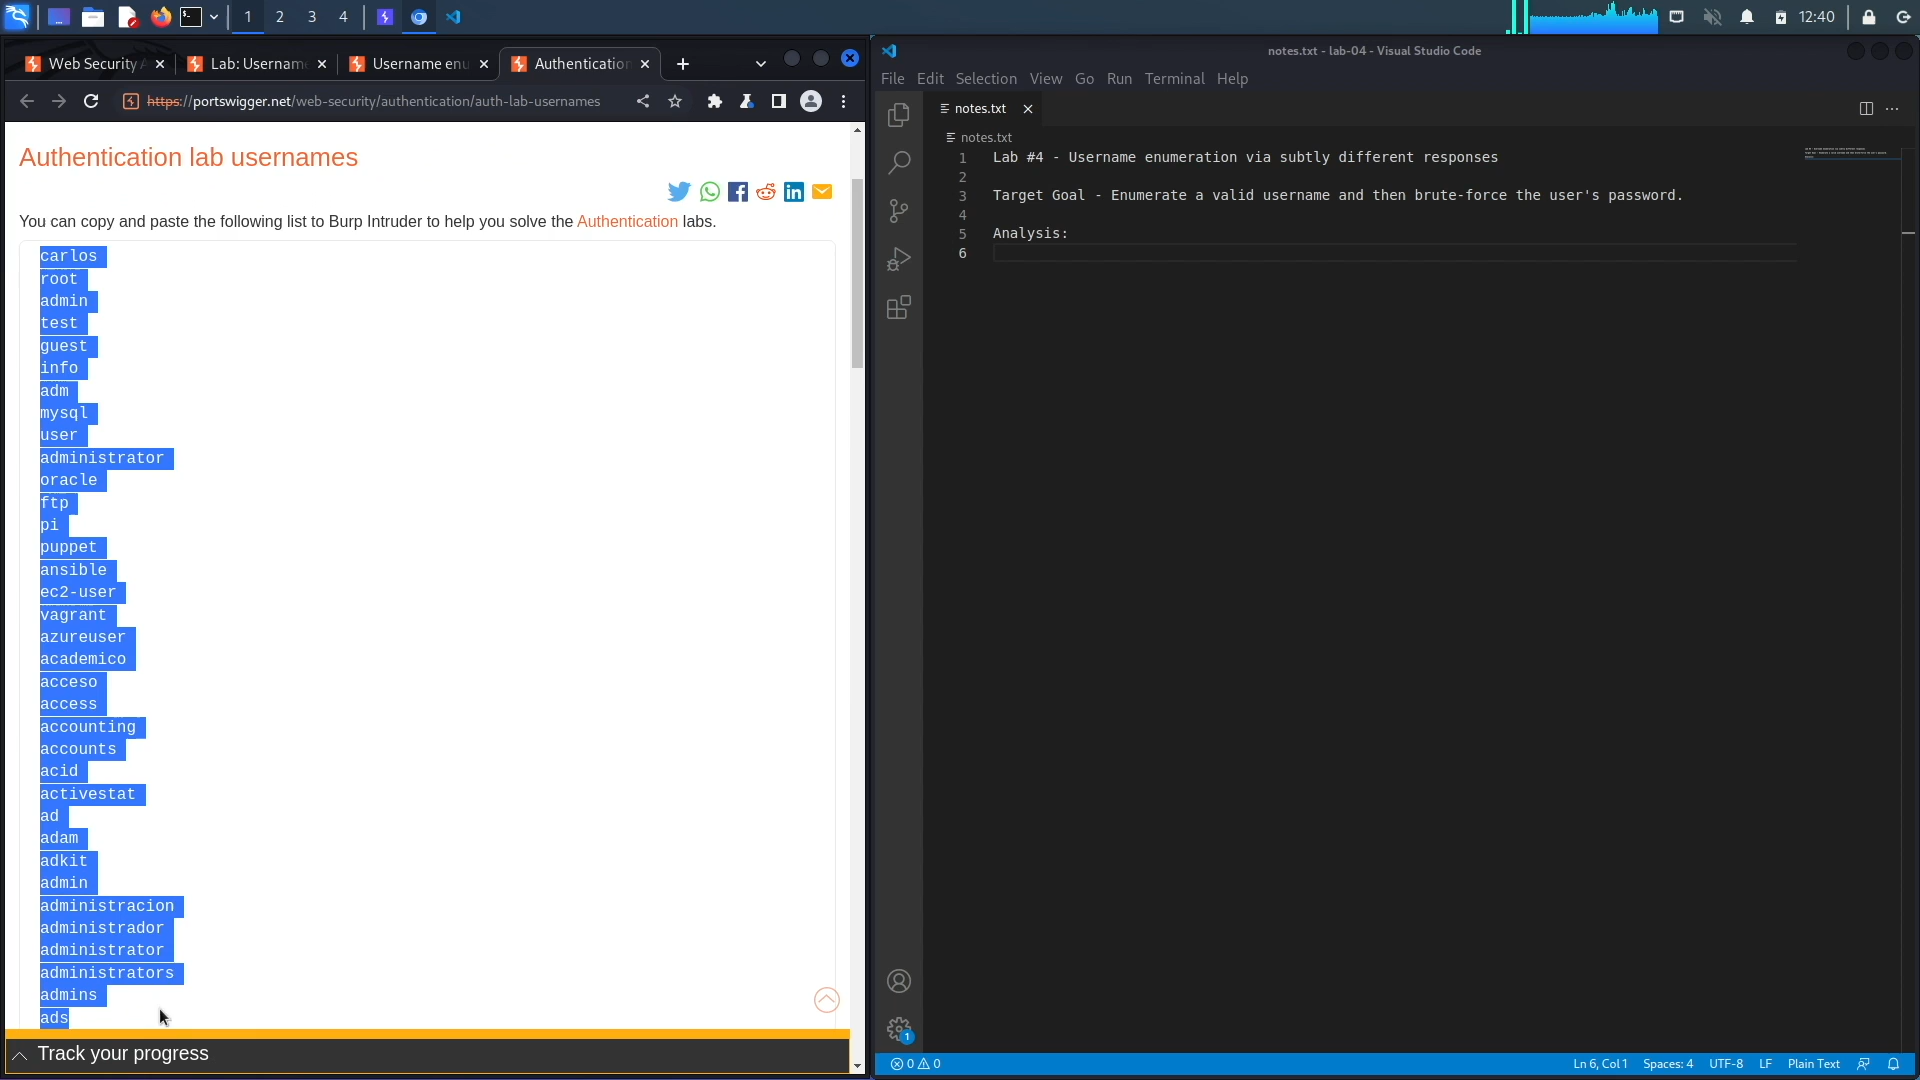 1
2
3
4
12:40
Web Security A
Lab: Username
Username enu
Authentication
https://portswigger.net/web-security/authentication/auth-lab-usernames
Authentication lab usernames
You can copy and paste the following list to Burp Intruder to help you solve the Authentication labs.
carlos
root
admin
test
guest
info
adm
mysql
user
administrator
oracle
ftp
pi
puppet
ansible
ec2-user
vagrant
azureuser
academico
acceso
access
accounting
accounts
acid
activestat
ad
adam
adkit
admin
administracion
administrador
administrator
administrators
admins
ads
Track your progress
notes.txt - lab-04 - Visual Studio Code
File Edit Selection View Go Run Terminal Help
notes.txt
notes.txt
1 Lab #4 - Username enumeration via subtly different responses
2
3 Target Goal - Enumerate a valid username and then brute-force the user's password.
4
5 Analysis:
6
1
0 0
Ln 6, Col 1 Spaces: 4 UTF-8 LF Plain Text